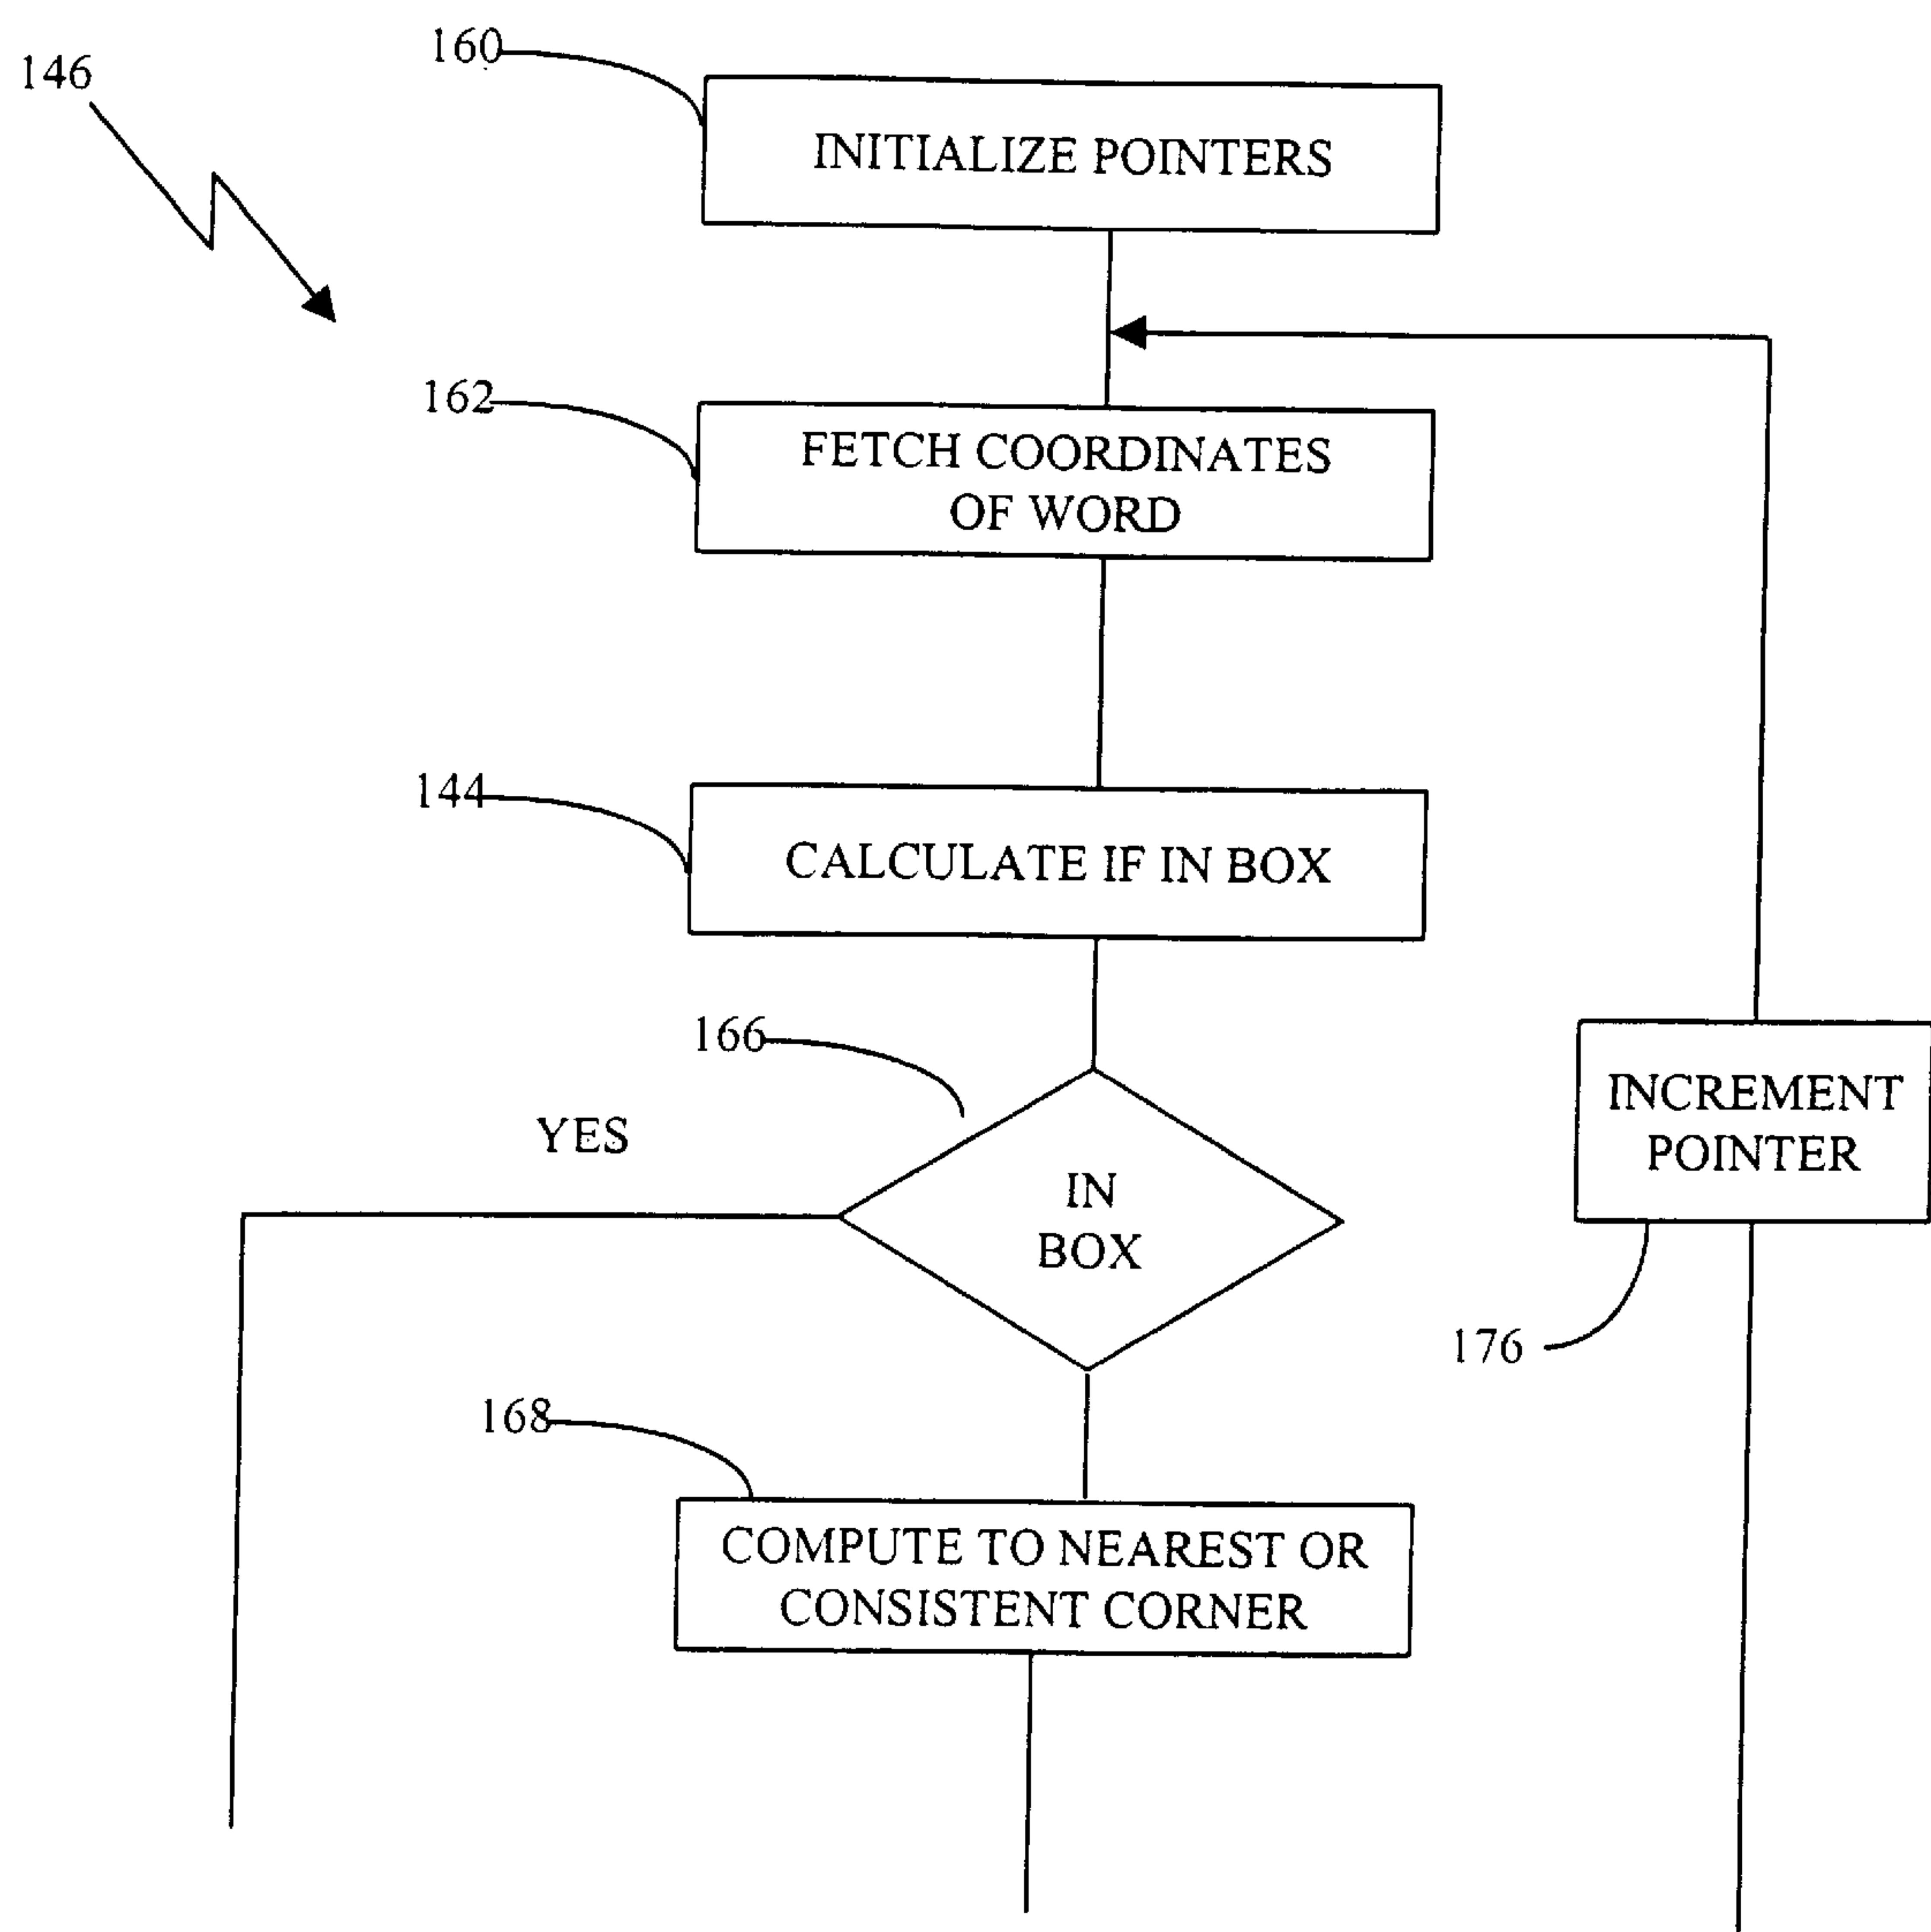 160
146
INITIALIZE POINTERS
162
FETCH COORDINATES
OF WORD
144
CALCULATE IF IN BOX
166
YES
IN
BOX
INCREMENT
POINTER
176
168
COMPUTE TO NEAREST OR
CONSISTENT CORNER